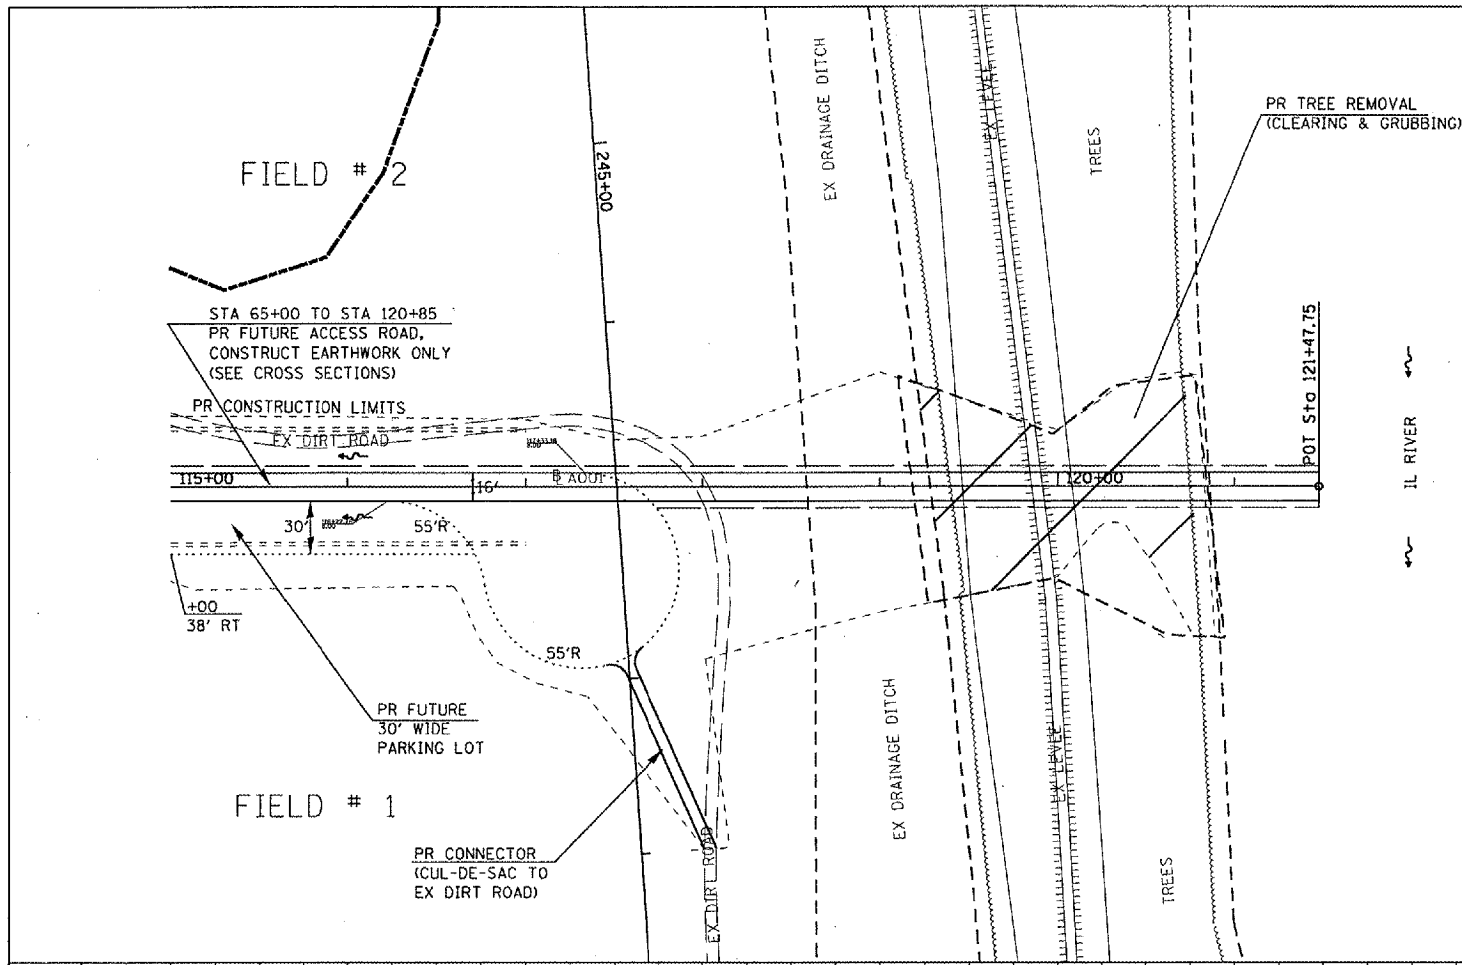 EX DRAINAGE DITCH
EX LEVEE
TREES
PR TREE REMOVAL
(CLEARING & GRUBBING)
FIELD # 2
245+00
STA 65+00 TO STA 120+85
PR FUTURE ACCESS ROAD,
CONSTRUCT EARTHWORK ONLY
(SEE CROSS SECTIONS)
PR CONSTRUCTION LIMITS
EX DIRT ROAD
POT Sta 121+47.75
IL RIVER
115+00
16'
120+00
30'
55'R
+00
38' RT
55'R
PR FUTURE
30' WIDE
PARKING LOT
FIELD # 1
PR CONNECTOR
(CUL-DE-SAC TO
EX DIRT ROAD)
EX DIRT ROAD
EX DRAINAGE DITCH
EX LEVEE
TREES